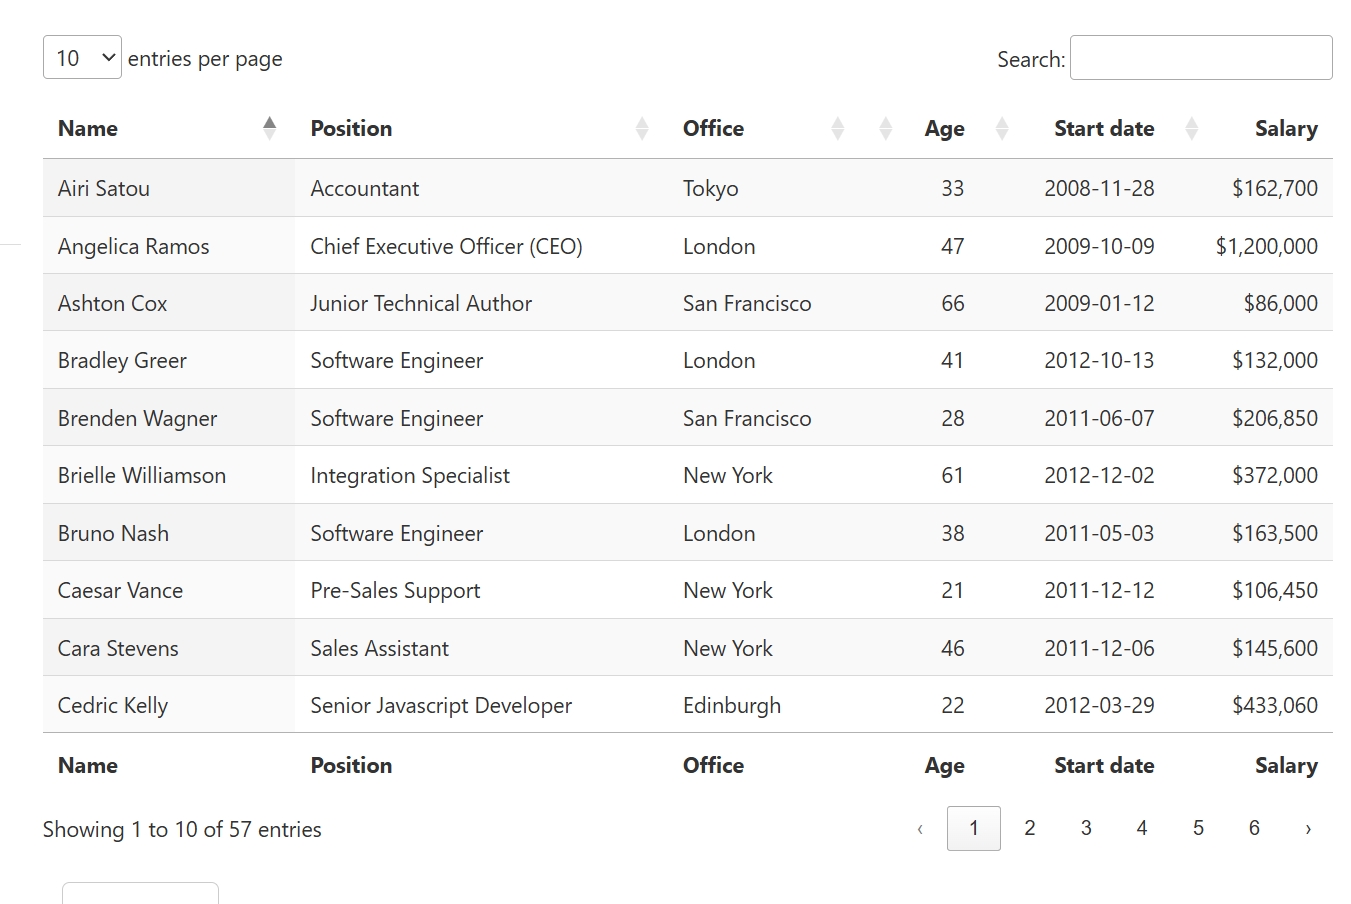 10 entries per page Search:
Name Position Office Age Start date Salary
Airi Satou Accountant Tokyo 33 2008-11-28 $162,700
Angelica Ramos Chief Executive Officer (CEO) London 47 2009-10-09 $1,200,000
Ashton Cox Junior Technical Author San Francisco 66 2009-01-12 $86,000
Bradley Greer Software Engineer London 41 2012-10-13 $132,000
Brenden Wagner Software Engineer San Francisco 28 2011-06-07 $206,850
Brielle Williamson Integration Specialist New York 61 2012-12-02 $372,000
Bruno Nash Software Engineer London 38 2011-05-03 $163,500
Caesar Vance Pre-Sales Support New York 21 2011-12-12 $106,450
Cara Stevens Sales Assistant New York 46 2011-12-06 $145,600
Cedric Kelly Senior Javascript Developer Edinburgh 22 2012-03-29 $433,060
Name Position Office Age Start date Salary
Showing 1 to 10 of 57 entries ‹ 1 2 3 4 5 6 ›